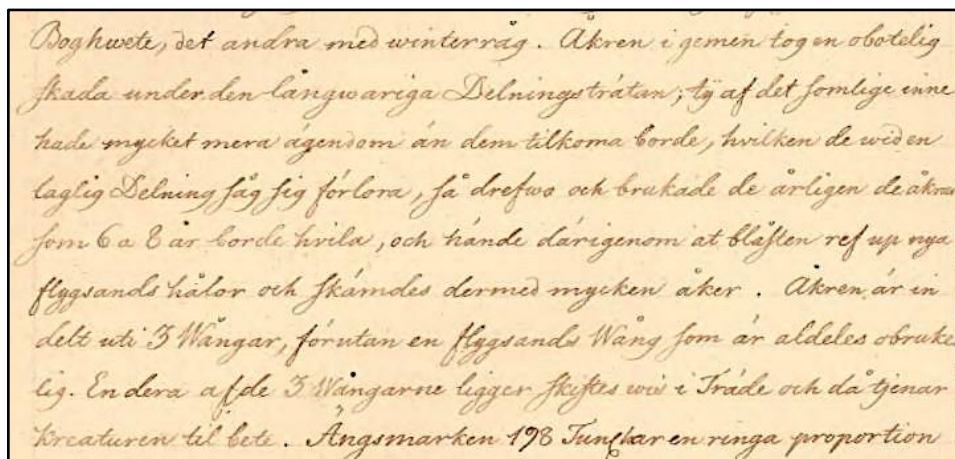 Boghwete, det andra med winterråg. Åkren i gemen tog en obotelig
skada under den långwariga Delningsträtan; ty af det somlige inne
hade mycket mera ägendom än dem tilkoma borde, hvilken de wid en
laglig Delning såg sig förlora, så drefwo och brukade de årligen de åkrar
som 6 a 8 år borde hvila, och hände därigenom at blåsten ref up nya
flygsands hålor och skämdes dermed mycken åker. Åkren är in
delt uti 3 Wångar, förutan en flygsands Wång som är aldeles obruke
lig. En dera af de 3 Wångarne ligger skiftes wis i Träde och då tjenar
Kreaturen til bete. Ängsmarken 198 en ringa proportion